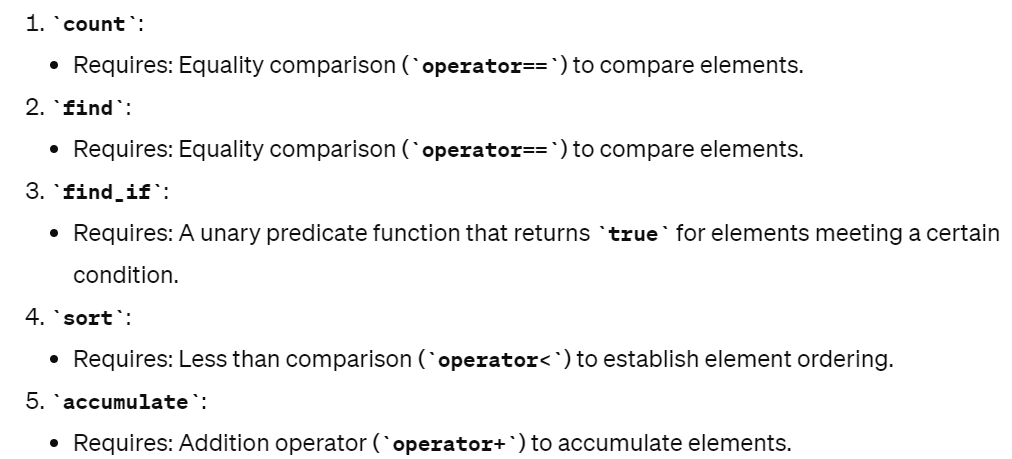 1. `count`:
• Requires: Equality comparison (`operator==`) to compare elements.
2. `find`:
• Requires: Equality comparison (`operator==`) to compare elements.
3. `find_if`:
• Requires: A unary predicate function that returns `true` for elements meeting a certain
condition.
4. `sort`:
• Requires: Less than comparison (`operator<`) to establish element ordering.
5. `accumulate`:
• Requires: Addition operator (`operator+`) to accumulate elements.